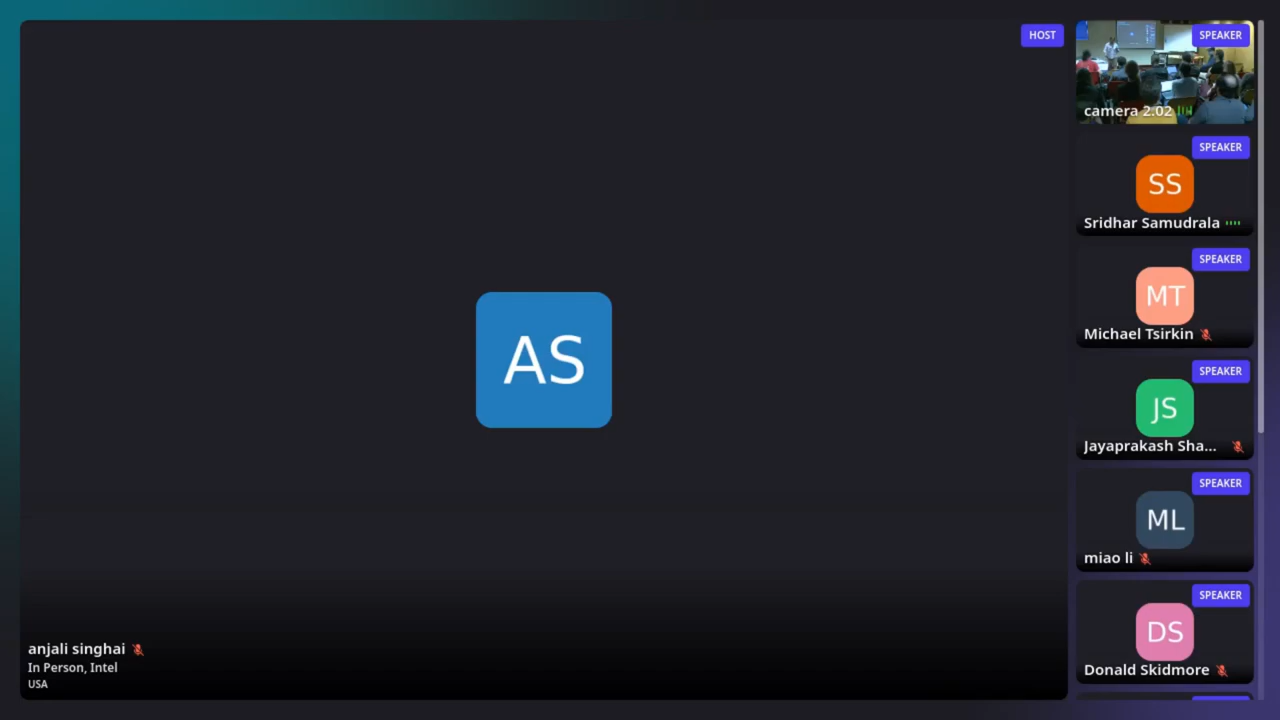 HOST
AS
anjali singhai
In Person, Intel
USA
SPEAKER
camera 2.02
SPEAKER
SS
Sridhar Samudrala
SPEAKER
MT
Michael Tsirkin
SPEAKER
JS
Jayaprakash Sha...
SPEAKER
ML
miao li
SPEAKER
DS
Donald Skidmore